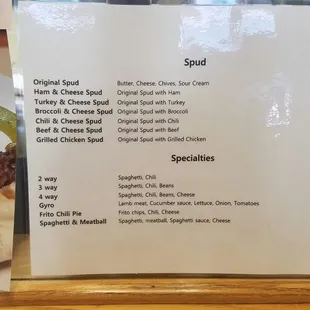 Spud
Original Spud Butter, Cheese, Chives, Sour Cream
Ham & Cheese Spud Original Spud with Ham
Turkey & Cheese Spud Original Spud with Turkey
Broccoli & Cheese Spud Original Spud with Broccoli
Chili & Cheese Spud Original Spud with Chili
Beef & Cheese Spud Original Spud with Beef
Grilled Chicken Spud Original Spud with Grilled Chicken
Specialties
2 way Spaghetti, Chili
3 way Spaghetti, Chili, Beans
4 way Spaghetti, Chili, Beans, Cheese
Gyro Lamb meat, Cucumber sauce, Lettuce, Onion, Tomatoes
Frito Chili Pie Frito chips, Chili, Cheese
Spaghetti & Meatball Spaghetti, meatball, Spaghetti sauce, Cheese